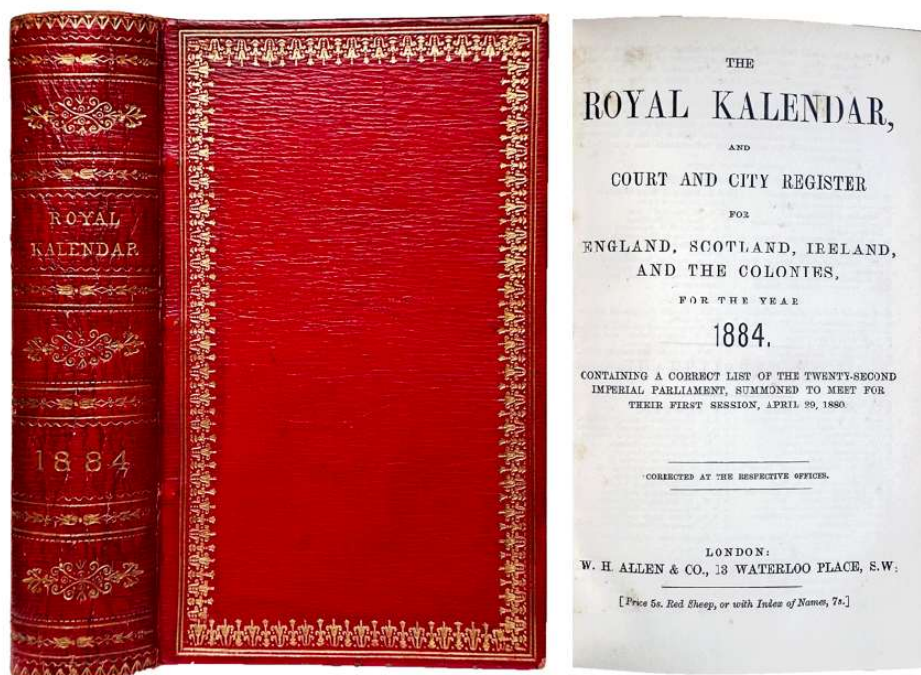 ROYAL
KALENDAR
1884
THE
ROYAL KALENDAR,
AND
COURT AND CITY REGISTER
FOR
ENGLAND, SCOTLAND, IRELAND,
AND THE COLONIES,
FOR THE YEAR
1884.
CONTAINING A CORRECT LIST OF THE TWENTY-SECOND
IMPERIAL PARLIAMENT, SUMMONED TO MEET FOR
THEIR FIRST SESSION, APRIL 29, 1880.
CORRECTED AT THE RESPECTIVE OFFICES.
LONDON:
W. H. ALLEN & CO., 13 WATERLOO PLACE, S.W.
[Price 5s. Red Sheep, or with Index of Names, 7s.]